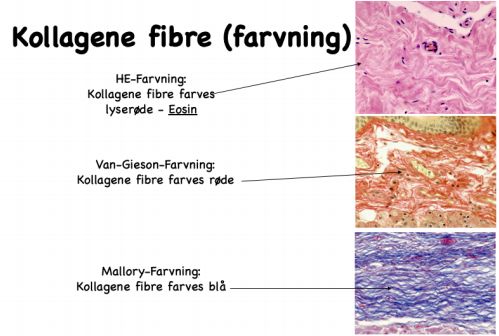 Kollagene fibre (farvning)
HE-Farvning:
Kollagene fibre farves
lyserøde - Eosin
Van-Gieson-Farvning:
Kollagene fibre farves røde
Mallory-Farvning:
Kollagene fibre farves blå